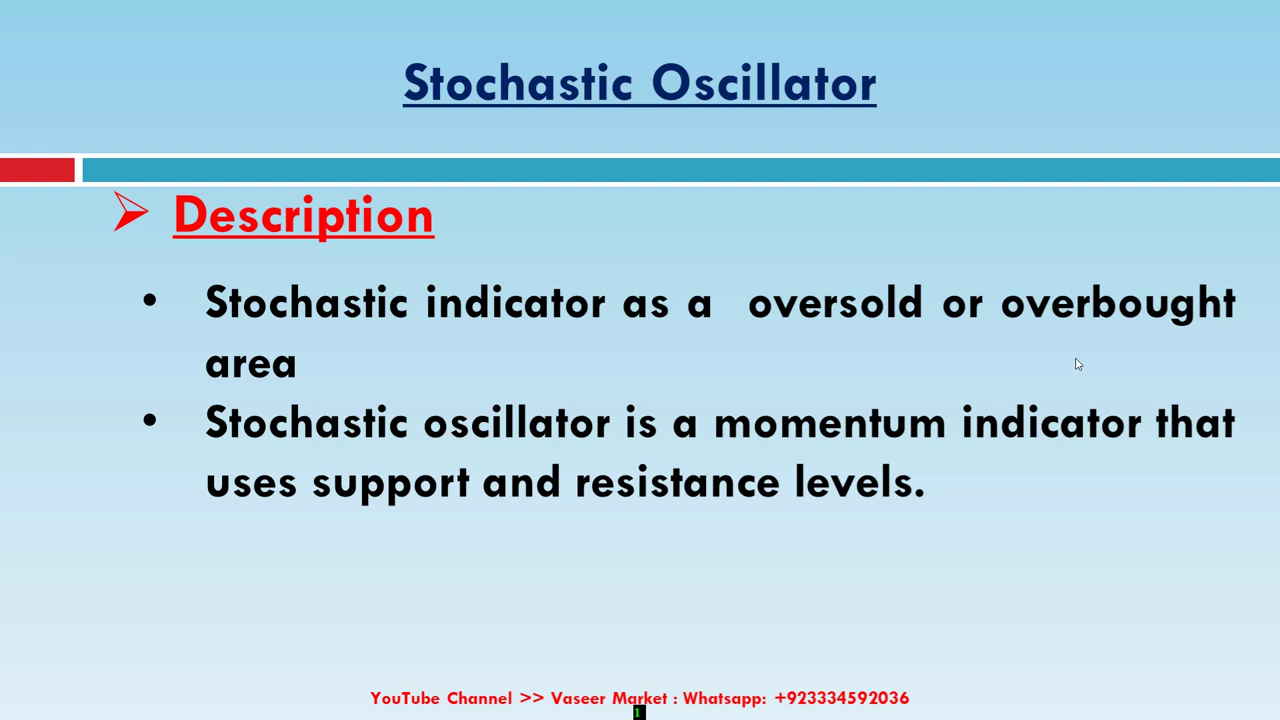 Stochastic Oscillator
➢ Description
• Stochastic indicator as a  oversold or overbought
area
• Stochastic oscillator is a momentum indicator that
uses support and resistance levels.
YouTube Channel >> Vaseer Market : Whatsapp: +923334592036
1